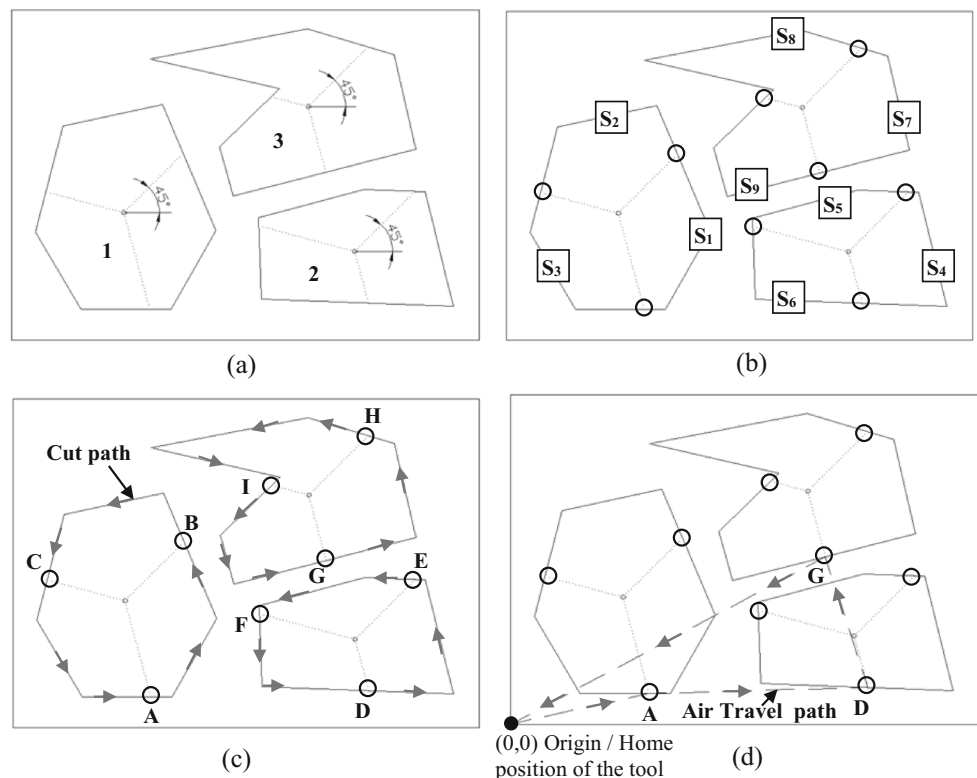 45°
3
45°
1
45°
2
(a)
S₈
S₂
S₇
S₉
S₅
S₁
S₃
S₄
S₆
(b)
H
Cut path
I
B
C
G
E
F
A
D
(c)
G
A
Air Travel path
D
(0,0) Origin / Home
position of the tool
(d)